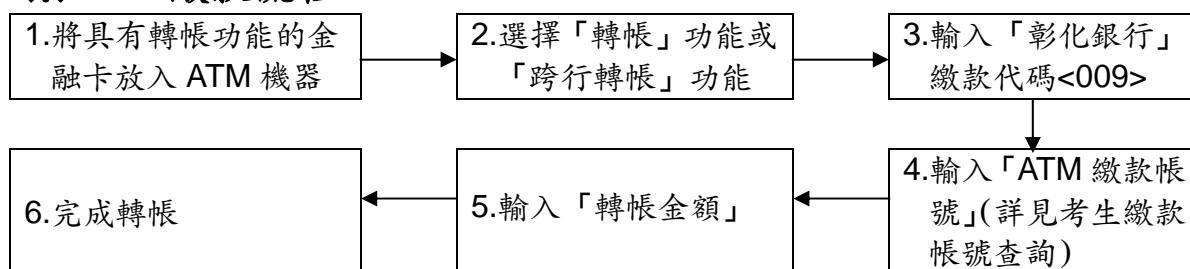 1.將具有轉帳功能的金
融卡放入 ATM 機器
2.選擇「轉帳」功能或
「跨行轉帳」功能
3.輸入「彰化銀行」
繳款代碼<009>
4.輸入「ATM 繳款帳
號」(詳見考生繳款
帳號查詢)
5.輸入「轉帳金額」
6.完成轉帳